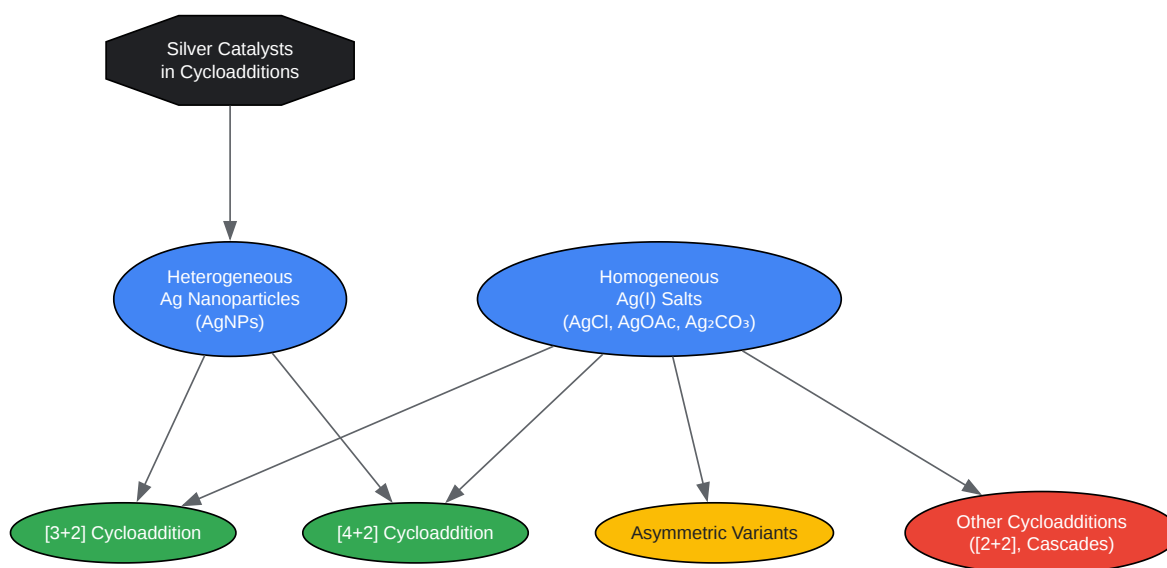 Silver Catalysts
in Cycloadditions
Heterogeneous
Ag Nanoparticles
(AgNPs)
Homogeneous
Ag(I) Salts
(AgCl, AgOAc, Ag₂CO₃)
[3+2] Cycloaddition
[4+2] Cycloaddition
Asymmetric Variants
Other Cycloadditions
([2+2], Cascades)